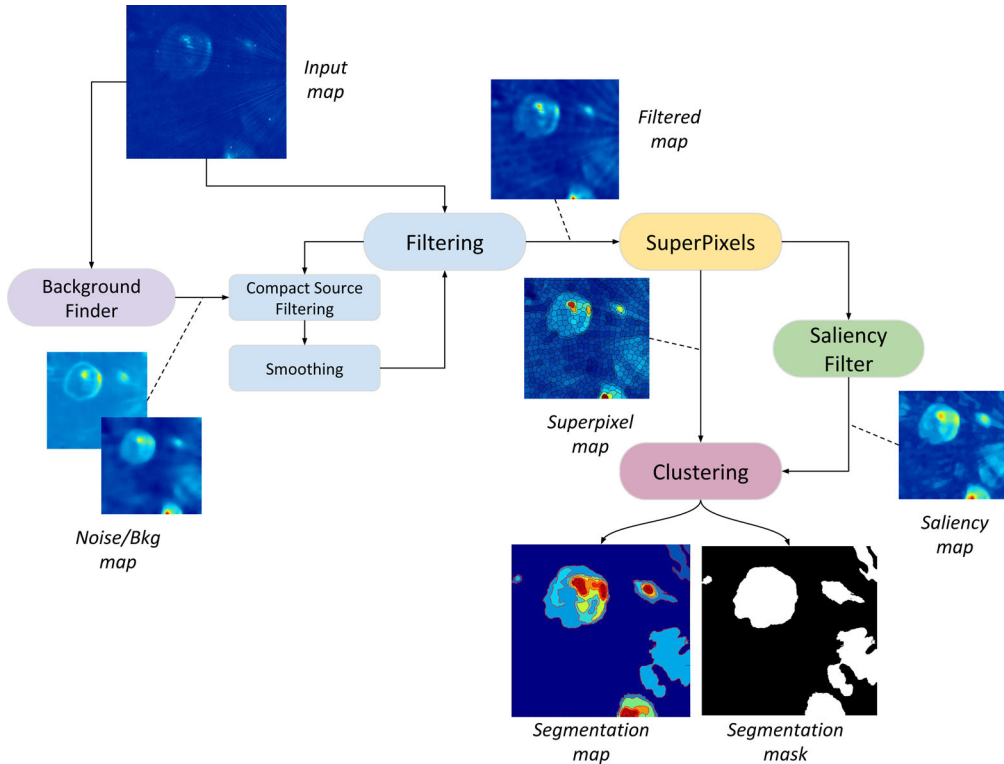 Input
map
Filtered
map
Filtering
SuperPixels
Background
Finder
Compact Source
Filtering
Smoothing
Saliency
Filter
Superpixel
map
Clustering
Noise/Bkg
map
Saliency
map
Segmentation
map
Segmentation
mask